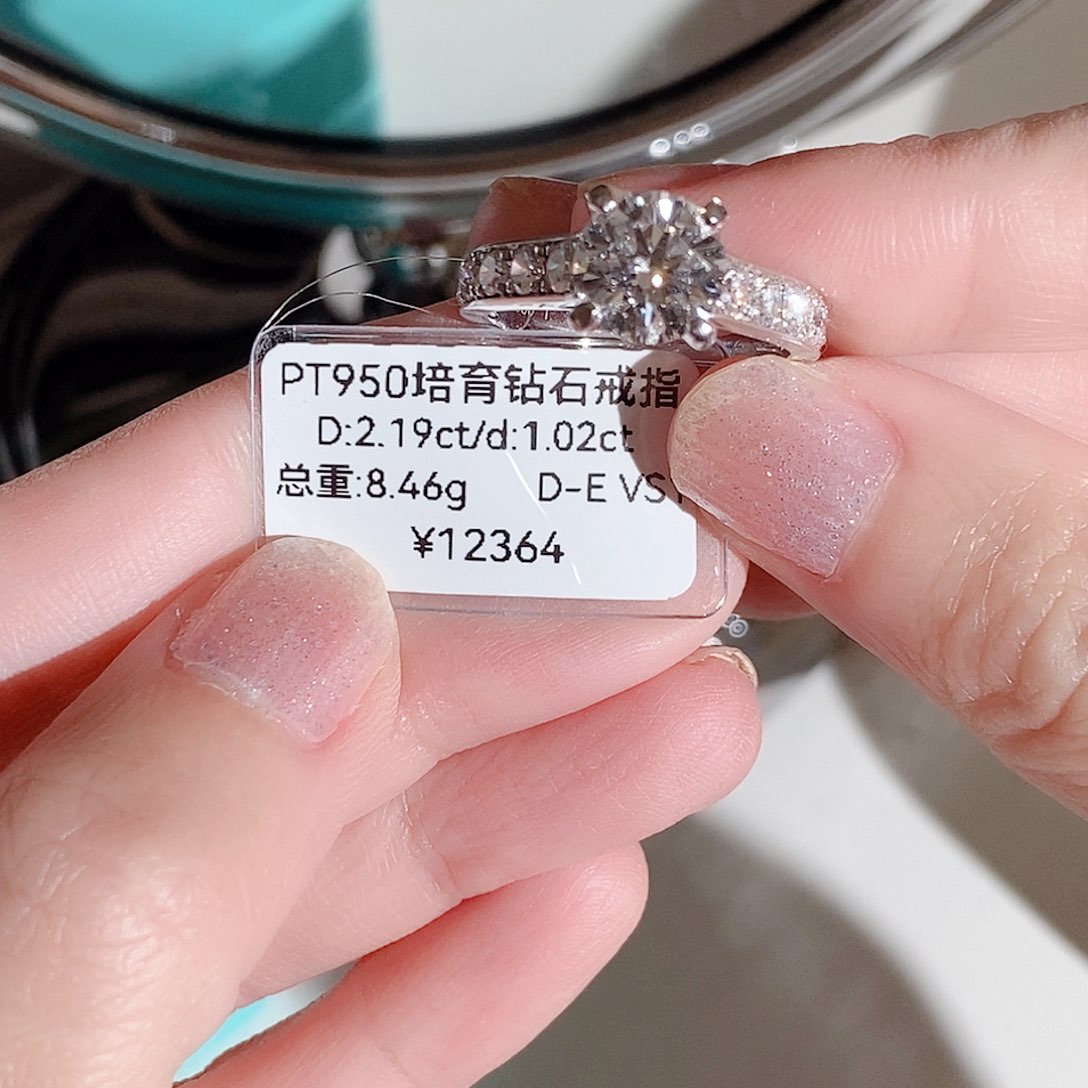 PT950培育钻石戒指
D:2.19ct/d:1.02ct
总重:8.46g D-E
¥12364